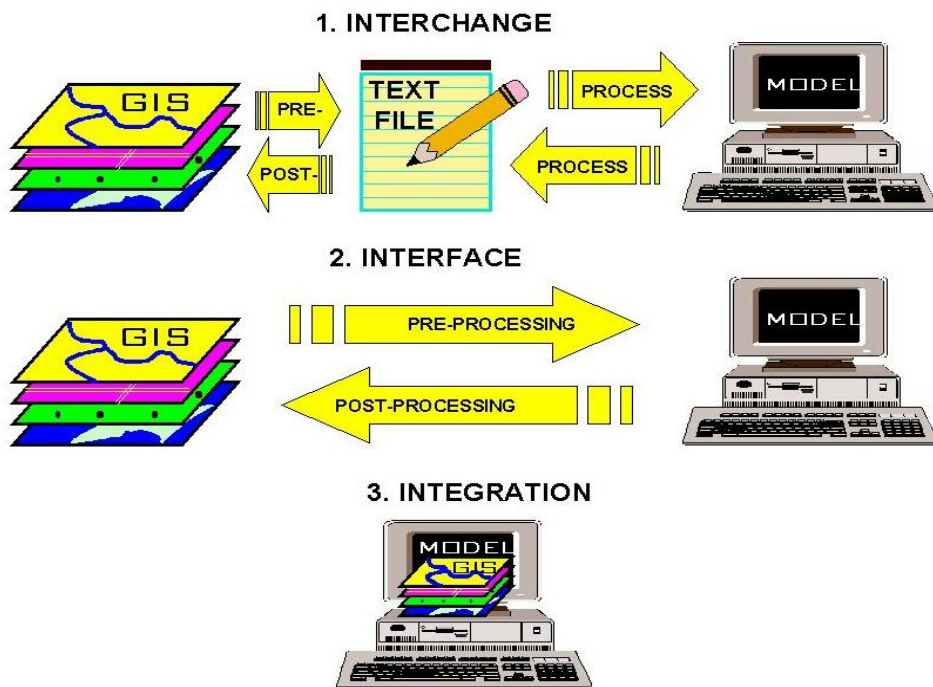 1. INTERCHANGE
GIS
PRE-
POST-
TEXT
FILE
PROCESS
PROCESS
MODEL
2. INTERFACE
GIS
PRE-PROCESSING
POST-PROCESSING
MODEL
3. INTEGRATION
MODEL
GIS